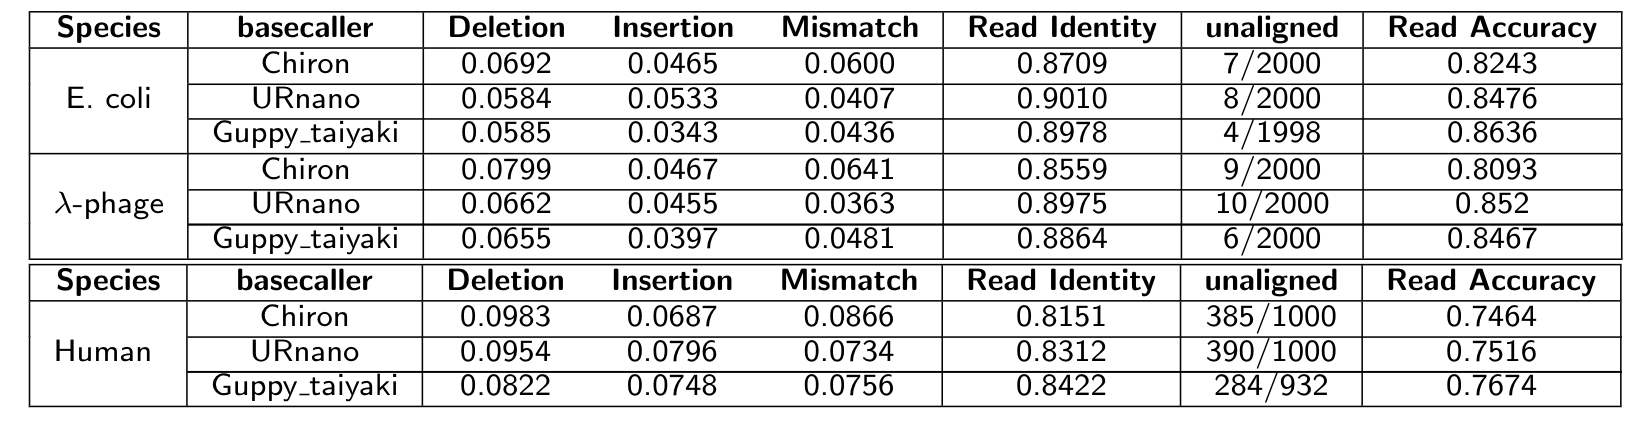 Species basecaller Deletion Insertion Mismatch Read Identity unaligned Read Accuracy
Chiron 0.0692 0.0465 0.0600 0.8709 7/2000 0.8243
E. coli URnano 0.0584 0.0533 0.0407 0.9010 8/2000 0.8476
Guppy_taiyaki 0.0585 0.0343 0.0436 0.8978 4/1998 0.8636
Chiron 0.0799 0.0467 0.0641 0.8559 9/2000 0.8093
λ-phage URnano 0.0662 0.0455 0.0363 0.8975 10/2000 0.852
Guppy_taiyaki 0.0655 0.0397 0.0481 0.8864 6/2000 0.8467
Species basecaller Deletion Insertion Mismatch Read Identity unaligned Read Accuracy
Chiron 0.0983 0.0687 0.0866 0.8151 385/1000 0.7464
Human URnano 0.0954 0.0796 0.0734 0.8312 390/1000 0.7516
Guppy_taiyaki 0.0822 0.0748 0.0756 0.8422 284/932 0.7674